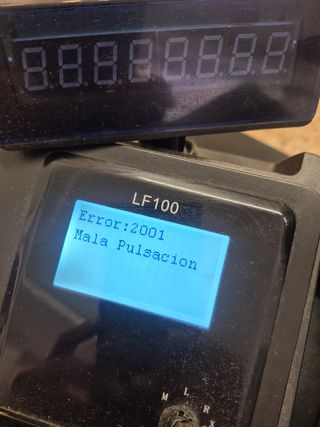 LF100
Error:2001
Mala Pulsacion
L
M R
X